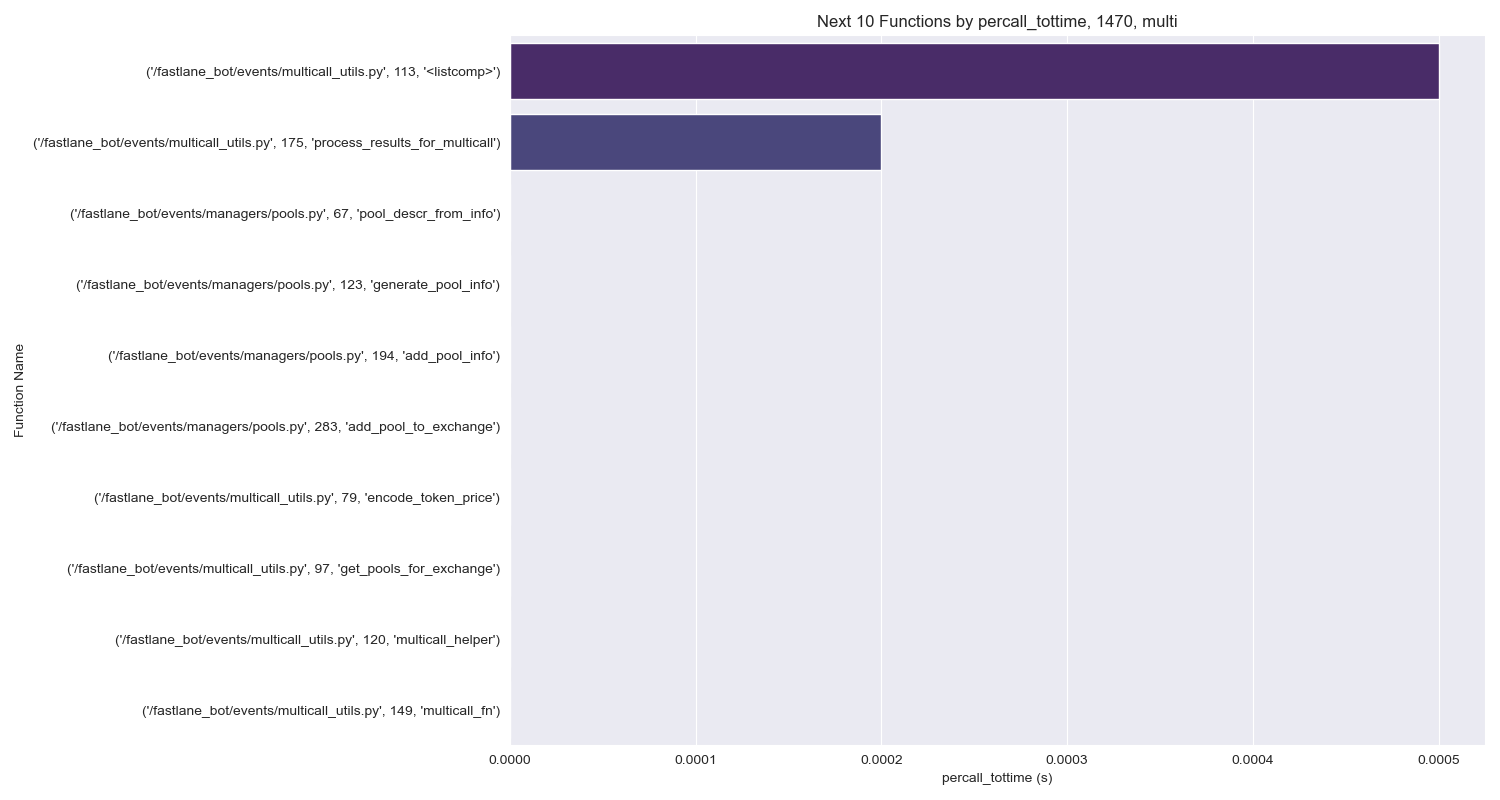 Next 10 Functions by percall_tottime, 1470, multi
('/fastlane_bot/events/multicall_utils.py', 113, '<listcomp>')
('/fastlane_bot/events/multicall_utils.py', 175, 'process_results_for_multicall')
('/fastlane_bot/events/managers/pools.py', 67, 'pool_descr_from_info')
('/fastlane_bot/events/managers/pools.py', 123, 'generate_pool_info')
('/fastlane_bot/events/managers/pools.py', 194, 'add_pool_info')
('/fastlane_bot/events/managers/pools.py', 283, 'add_pool_to_exchange')
('/fastlane_bot/events/multicall_utils.py', 79, 'encode_token_price')
('/fastlane_bot/events/multicall_utils.py', 97, 'get_pools_for_exchange')
('/fastlane_bot/events/multicall_utils.py', 120, 'multicall_helper')
('/fastlane_bot/events/multicall_utils.py', 149, 'multicall_fn')
Function Name
0.0000 0.0001 0.0002 0.0003 0.0004 0.0005
percall_tottime (s)